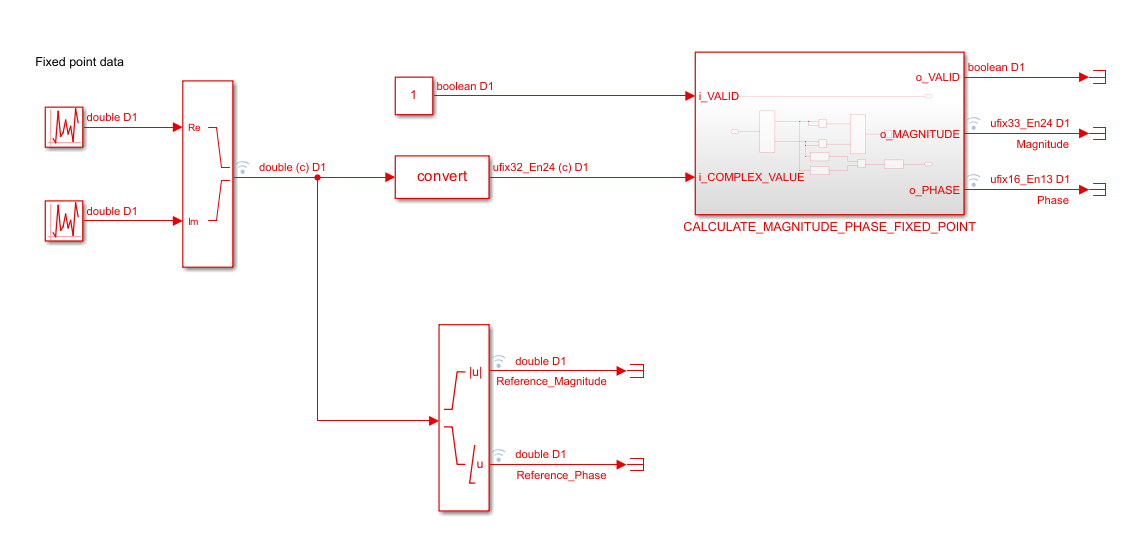 Fixed point data
double D1
double D1
Re
Im
double (c) D1
1
boolean D1
convert
ufix32_En24 (c) D1
i_VALID
i_COMPLEX_VALUE
o_VALID
o_MAGNITUDE
o_PHASE
CALCULATE_MAGNITUDE_PHASE_FIXED_POINT
boolean D1
ufix33_En24 D1
Magnitude
ufix16_En13 D1
Phase
|u|
u
double D1
Reference_Magnitude
double D1
Reference_Phase